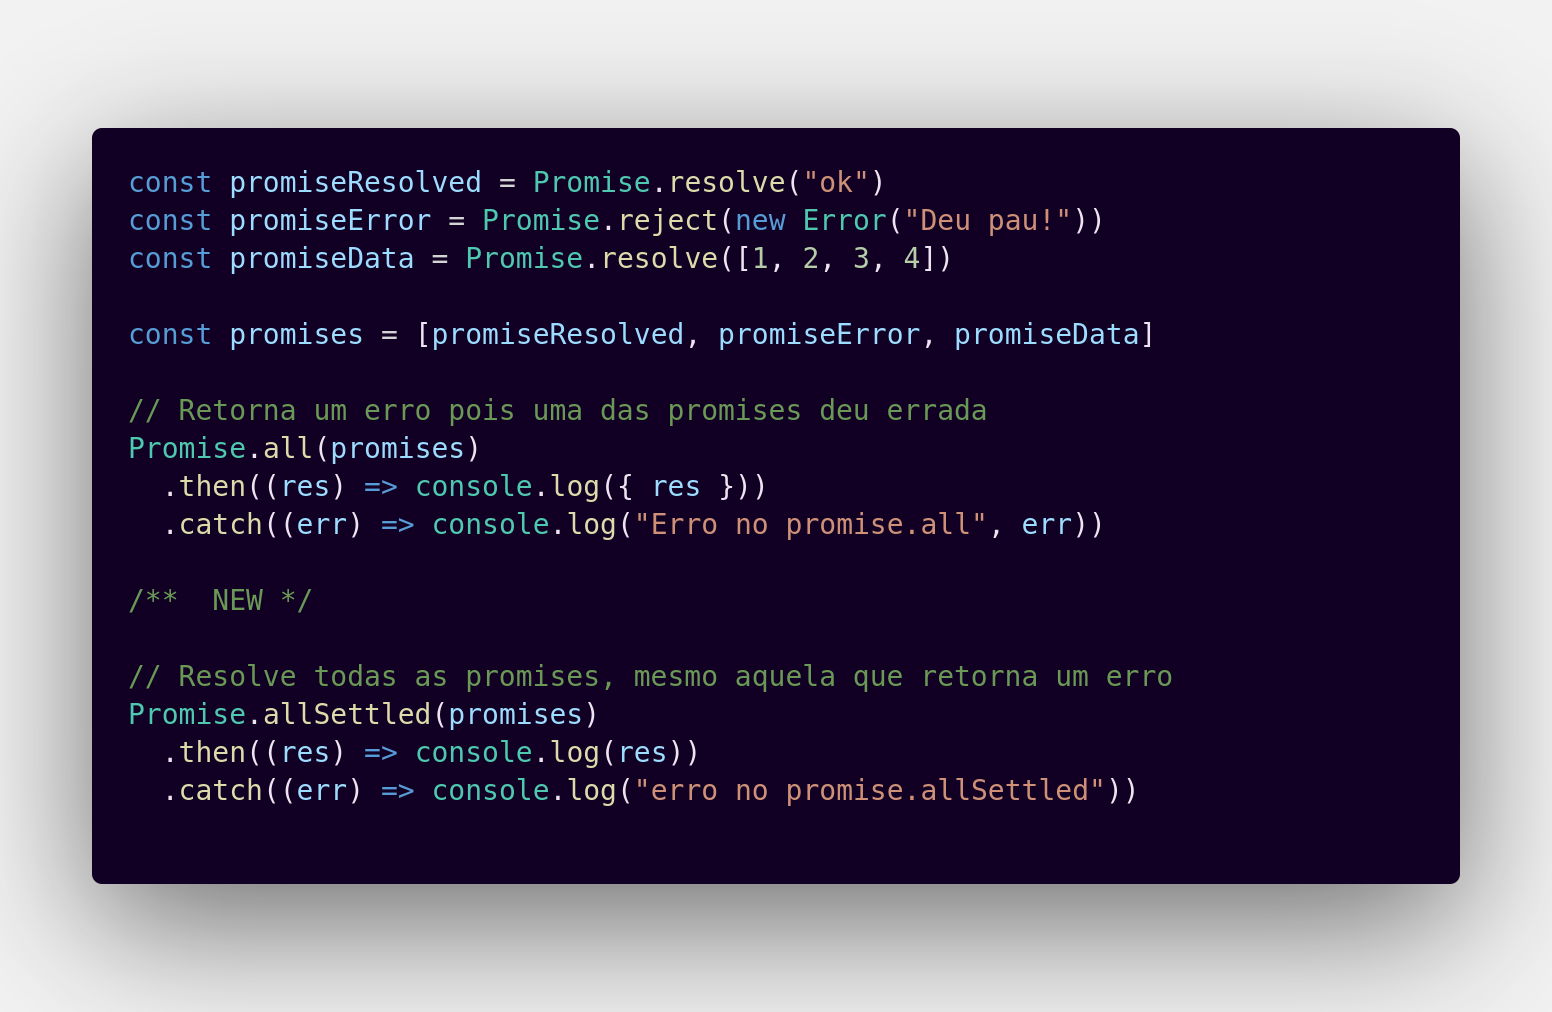 const promiseResolved = Promise.resolve("ok")
const promiseError = Promise.reject(new Error("Deu pau!"))
const promiseData = Promise.resolve([1, 2, 3, 4])

const promises = [promiseResolved, promiseError, promiseData]

// Retorna um erro pois uma das promises deu errada
Promise.all(promises)
  .then((res) => console.log({ res }))
  .catch((err) => console.log("Erro no promise.all", err))

/**  NEW */

// Resolve todas as promises, mesmo aquela que retorna um erro
Promise.allSettled(promises)
  .then((res) => console.log(res))
  .catch((err) => console.log("erro no promise.allSettled"))